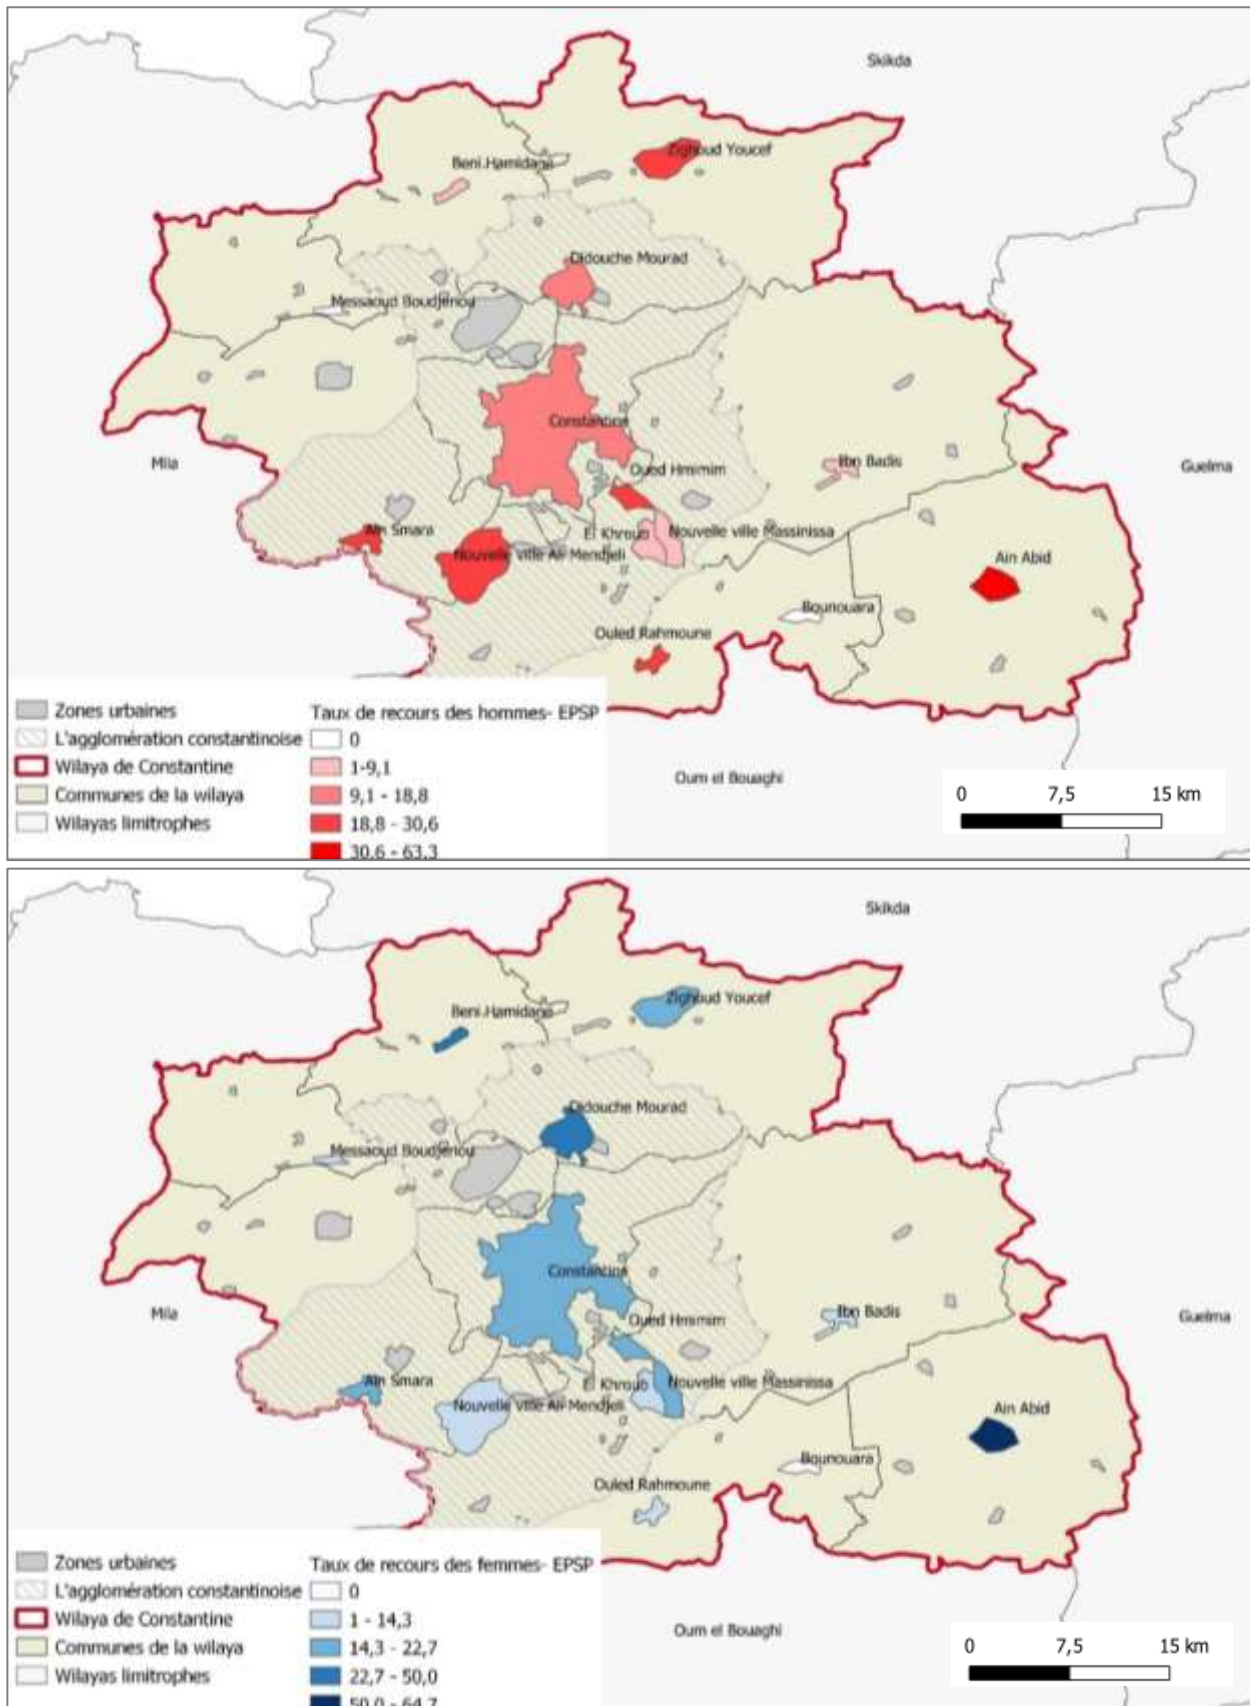 Skikda
Zighoud Youcef
Beni.Hamidane
Didouche Mourad
Messaoud Boudjeriou
Constantine
Mila
Oued Hmimim
Ibn Badis
Guelma
Ain Smara
El Khroub
Nouvelle ville Massinissa
Nouvelle ville Ali Mendjeli
Ain Abid
Bounouara
Ouled Rahmoune
Oum el Bouaghi
Zones urbaines
L'agglomération constantinoise
Wilaya de Constantine
Communes de la wilaya
Wilayas limitrophes
Taux de recours des hommes- EPSP
0
1-9,1
9,1 - 18,8
18,8 - 30,6
30,6 - 63,3
0 7,5 15 km
Skikda
Zighoud Youcef
Beni.Hamidane
Didouche Mourad
Messaoud Boudjeriou
Constantine
Mila
Oued Hmimim
Ibn Badis
Guelma
Ain Smara
El Khroub
Nouvelle ville Massinissa
Nouvelle ville Ali Mendjeli
Ain Abid
Bounouara
Ouled Rahmoune
Oum el Bouaghi
Zones urbaines
L'agglomération constantinoise
Wilaya de Constantine
Communes de la wilaya
Wilayas limitrophes
Taux de recours des femmes- EPSP
0
1 - 14,3
14,3 - 22,7
22,7 - 50,0
50,0 - 64,7
0 7,5 15 km